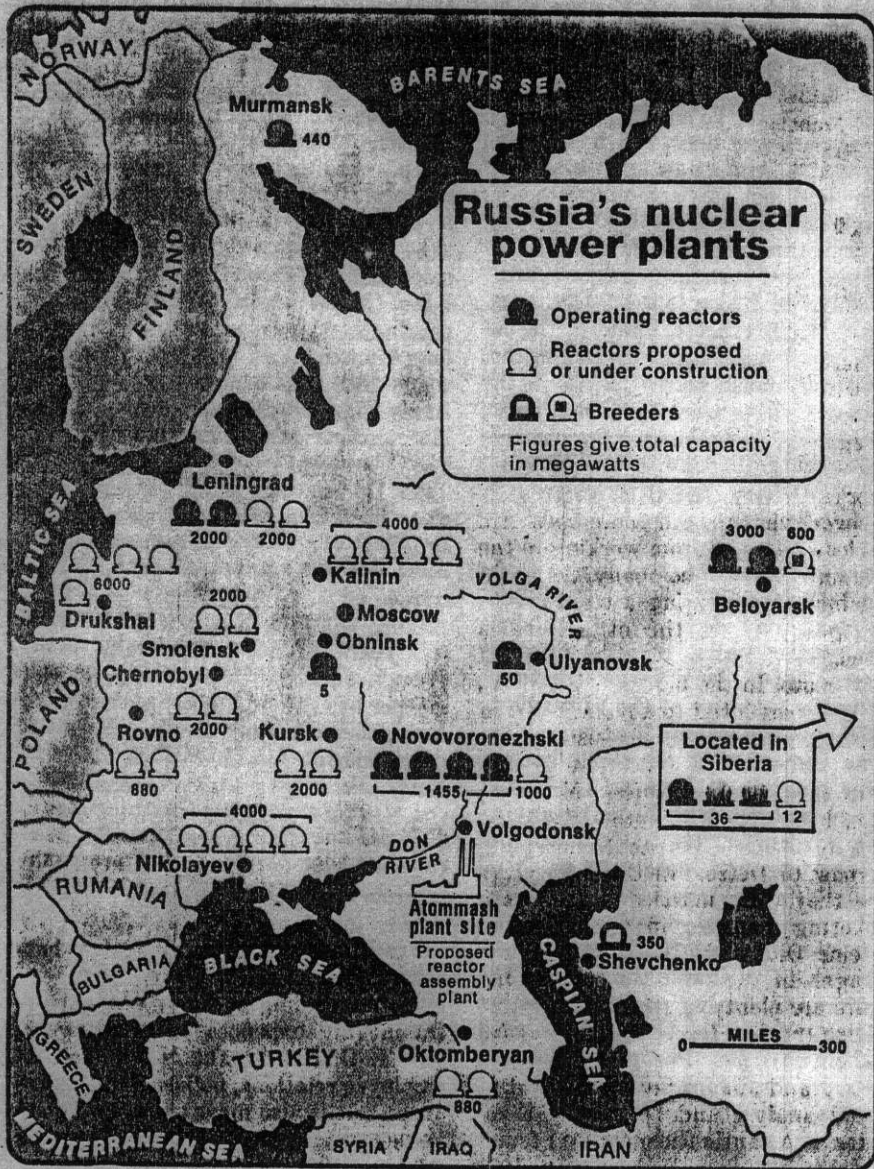 NORWAY
BARENTS SEA
Murmansk
440
SWEDEN
FINLAND
Russia's nuclear
power plants
Operating reactors
Reactors proposed
or under construction
Breeders
Figures give total capacity
in megawatts
BALTIC SEA
Leningrad
2000 2000
4000
Kalinin
3000 600
Beloyarsk
6000
Drukshal
2000
Smolensk
Moscow
Obninsk
5
VOLGA RIVER
50
Ulyanovsk
Chernobyl
2000
POLAND
Rovno
880
Kursk
2000
Novovoronezhski
1455 1000
Located in
Siberia
36 12
4000
Nikolayev
DON
RIVER
Volgodonsk
Atommash
plant site
Proposed
reactor
assembly
plant
RUMANIA
BULGARIA
BLACK SEA
CASPIAN SEA
350
Shevchenko
GREECE
TURKEY
Oktomberyan
880
0 MILES 300
MEDITERRANEAN SEA
SYRIA
IRAQ
IRAN